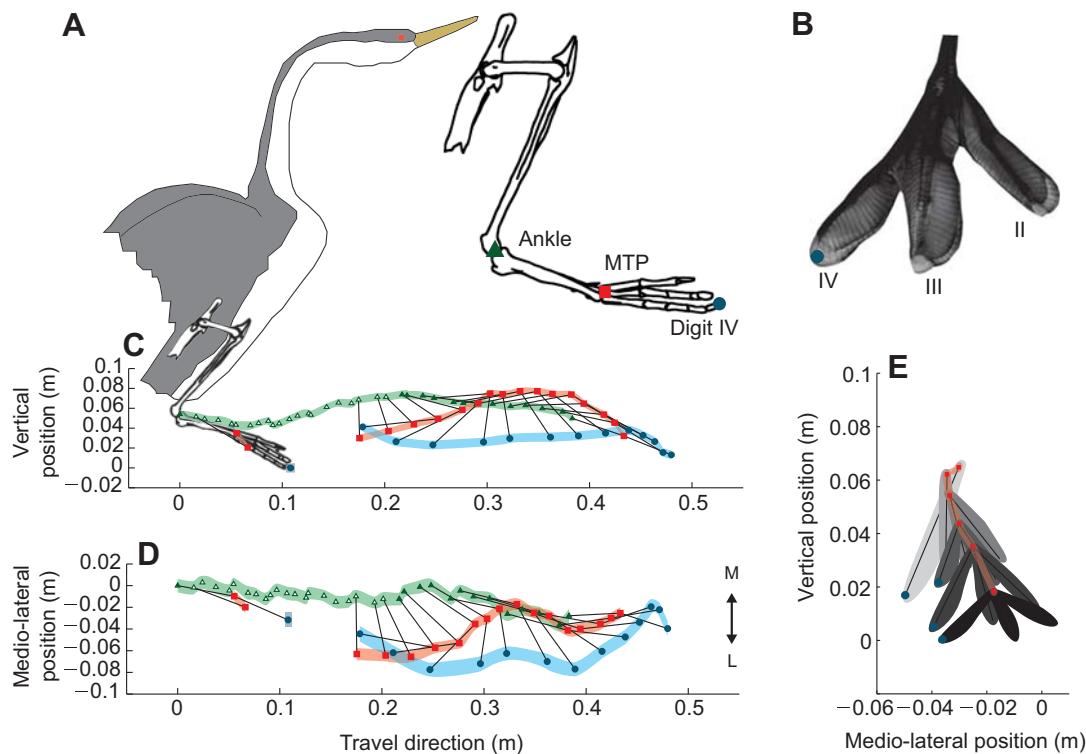 A
B
Ankle
MTP
Digit IV
IV
III
II
C
0.1
0.08
0.06
0.04
0.02
0
−0.02
Vertical
position (m)
0
0.1
0.2
0.3
0.4
0.5
D
0.02
0
−0.02
−0.04
−0.06
−0.08
−0.1
Medio-lateral
position (m)
M
L
0
0.1
0.2
0.3
0.4
0.5
Travel direction (m)
E
0.1
0.08
0.06
0.04
0.02
0
Vertical position (m)
−0.06
−0.04
−0.02
0
Medio-lateral position (m)